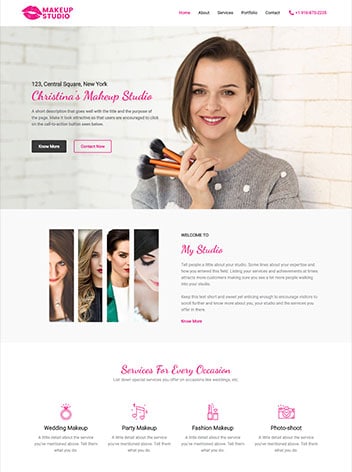 MAKEUP
STUDIO
Home About Services Portfolio Contact +1 910-873-2235
123, Central Square, New York
Christina's Makeup Studio
A short description that goes well with the title and the purpose of
the page. Make it look attractive so that users are encouraged to click
on the call-to-action button seen below.
Know More Contact Now
WELCOME TO
My Studio
Tell people a little about your studio. Some lines about your expertise and
how you entered this field. Listing your services and achievements at times
attracts more customers making sure you see a lot more people walking
into your studio.
Keep this text short and sweet yet enticing enough to encourage visitors to
scroll further and know more about you, your studio and the services you
offer in there.
Know More
Services For Every Occasion
List down special services you offer on occasions like weddings, etc.
Wedding Makeup Party Makeup Fashion Makeup Photo-shoot
A little detail about the service A little detail about the service A little detail about the service A little detail about the service
you've mentioned above. Tell them you've mentioned above. Tell them you've mentioned above. Tell them you've mentioned above. Tell them
what you do. what you do. what you do. what you do.